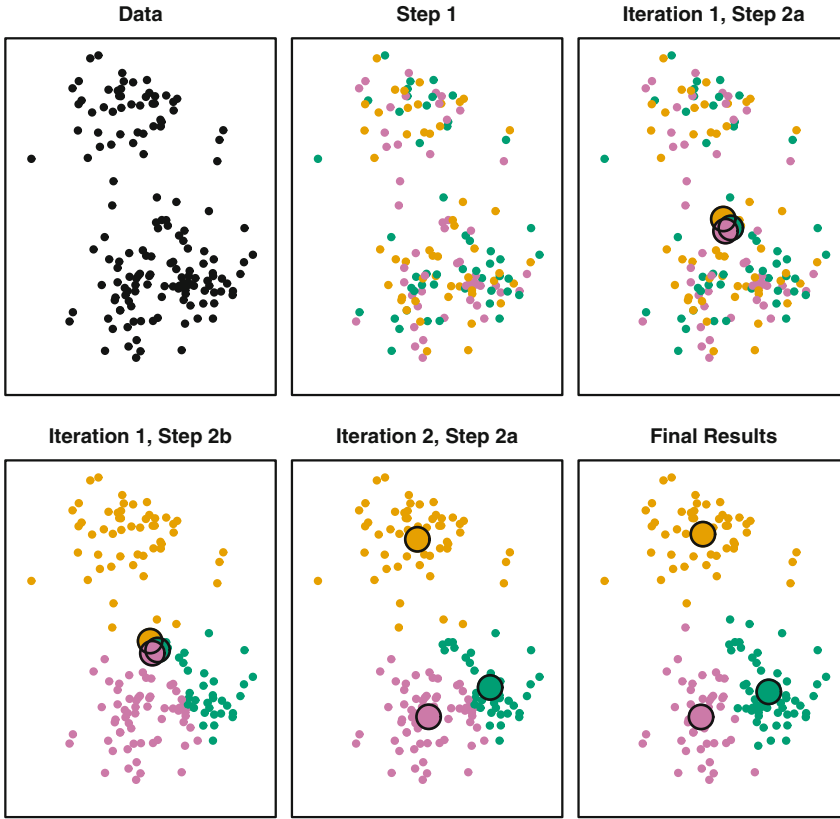 Data
Step 1
Iteration 1, Step 2a
Iteration 1, Step 2b
Iteration 2, Step 2a
Final Results